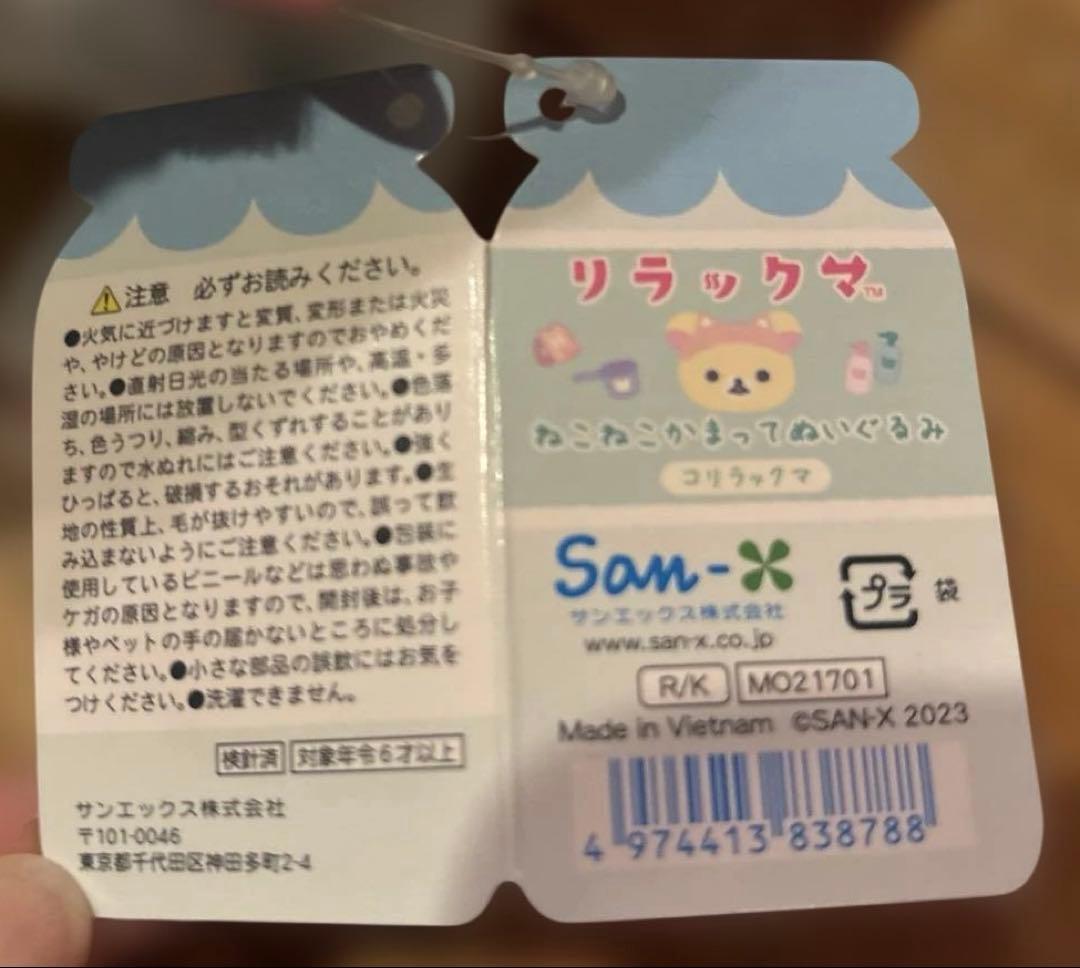 注意 必ずお読みください。
●火気に近づけますと変質、変形または火災
や、やけどの原因となりますのでおやめくだ
さい。●直射日光の当たる場所や、高温・多
湿の場所には放置しないでください。●色落
ち、色うつり、縮み、型くずれすることがあり
ますので水ぬれにはご注意ください。●強く
ひっぱると、破損するおそれがあります。●生
地の性質上、毛が抜けやすいので、誤って飲
み込まないようにご注意ください。●包装に
使用しているビニールなどは思わぬ事故や
ケガの原因となりますので、開封後は、お子
様やペットの手の届かないところに処分し
てください。●小さな部品の誤飲にはお気を
つけください。●洗濯できません。
検針済 対象年令6才以上
サンエックス株式会社
〒101-0046
東京都千代田区神田多町2-4
リラックマ™
ねこねこかまってぬいぐるみ
コリラックマ
San-X
サンエックス株式会社
www.san-x.co.jp
プラ 袋
R/K MO21701
Made in Vietnam ©SAN-X 2023
4 974413 838788